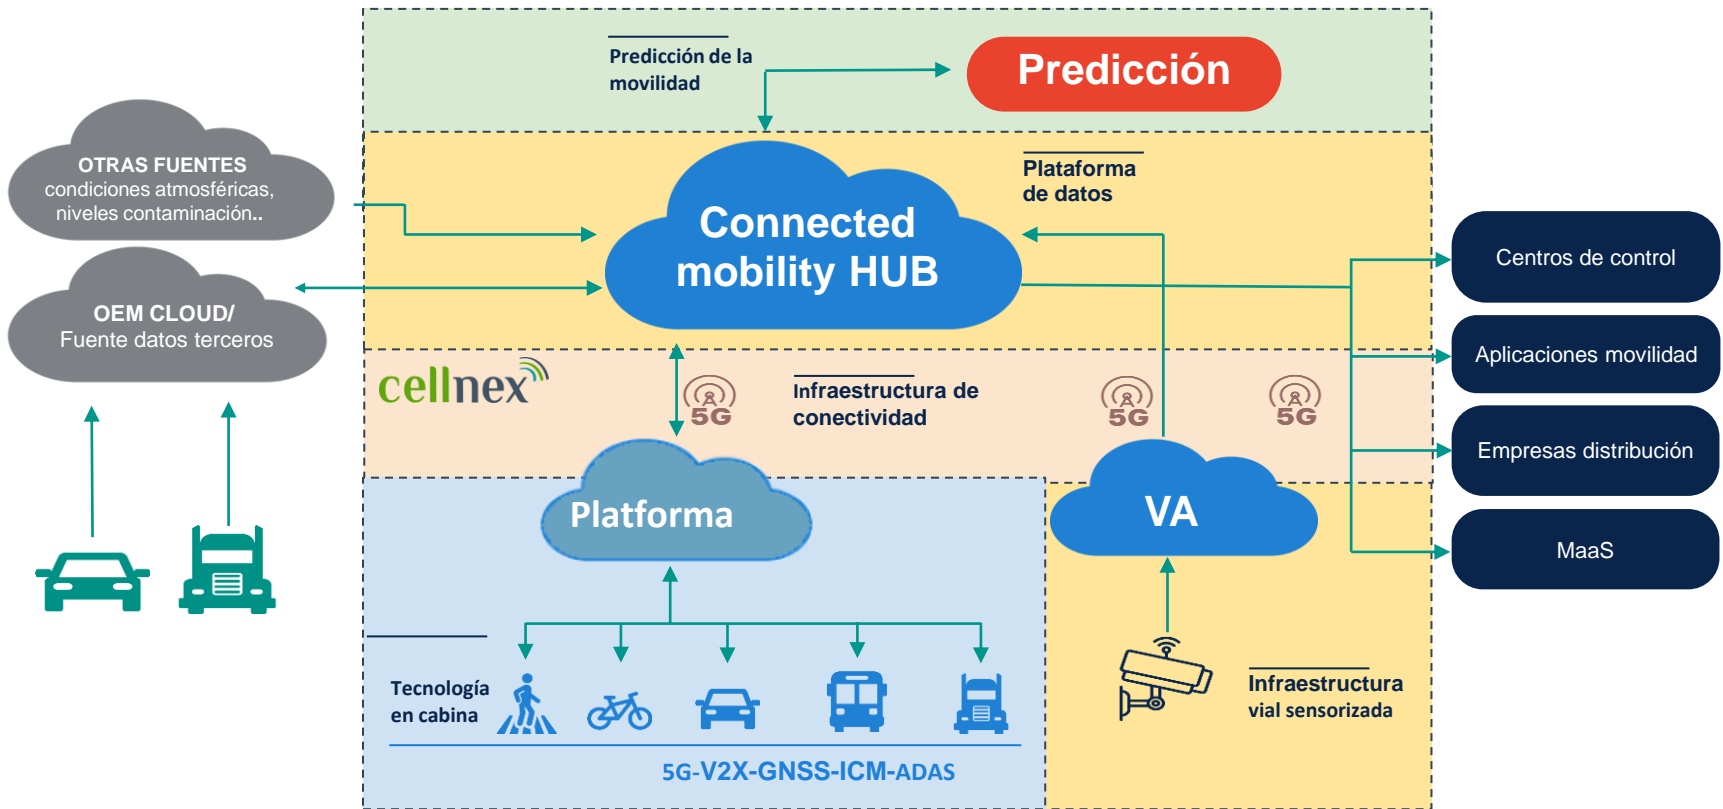 Predicción de la
movilidad
Predicción
OTRAS FUENTES
condiciones atmosféricas,
niveles contaminación..
OEM CLOUD/
Fuente datos terceros
Connected
mobility HUB
Plataforma
de datos
Centros de control
Aplicaciones movilidad
Empresas distribución
MaaS
cellnex
5G
Infraestructura de
conectividad
5G
5G
Platforma
VA
Tecnología
en cabina
5G-V2X-GNSS-ICM-ADAS
Infraestructura
vial sensorizada